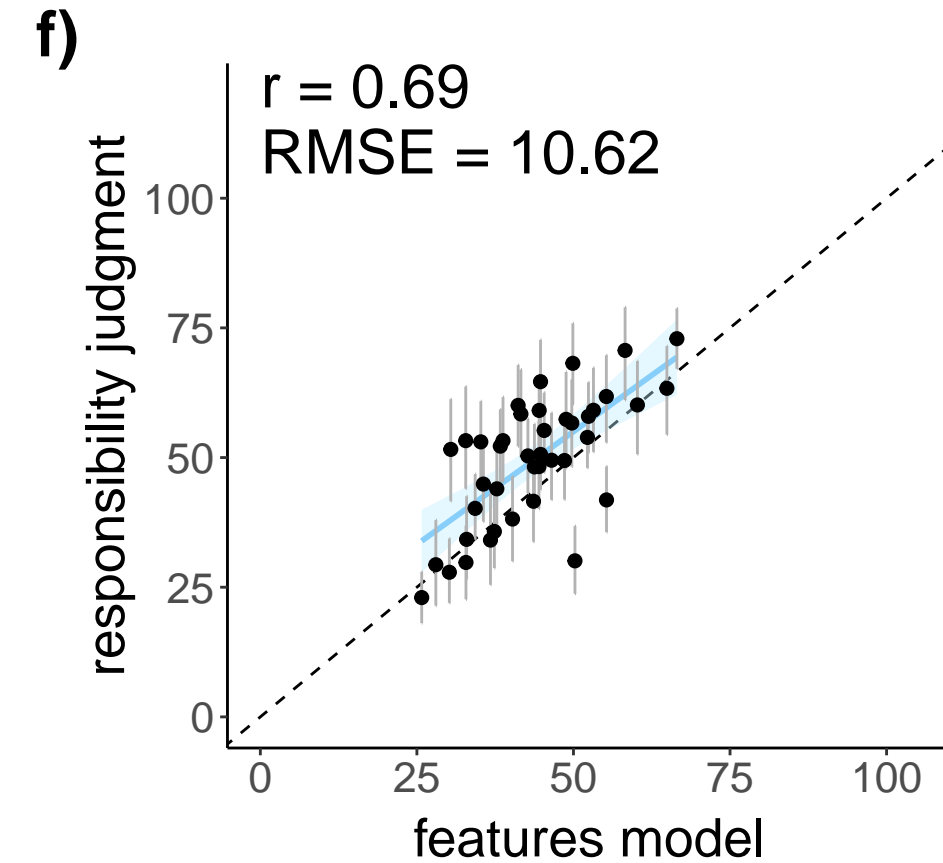 f)
r = 0.69
RMSE = 10.62
responsibility judgment
100
75
50
25
0
0 25 50 75 100
features model